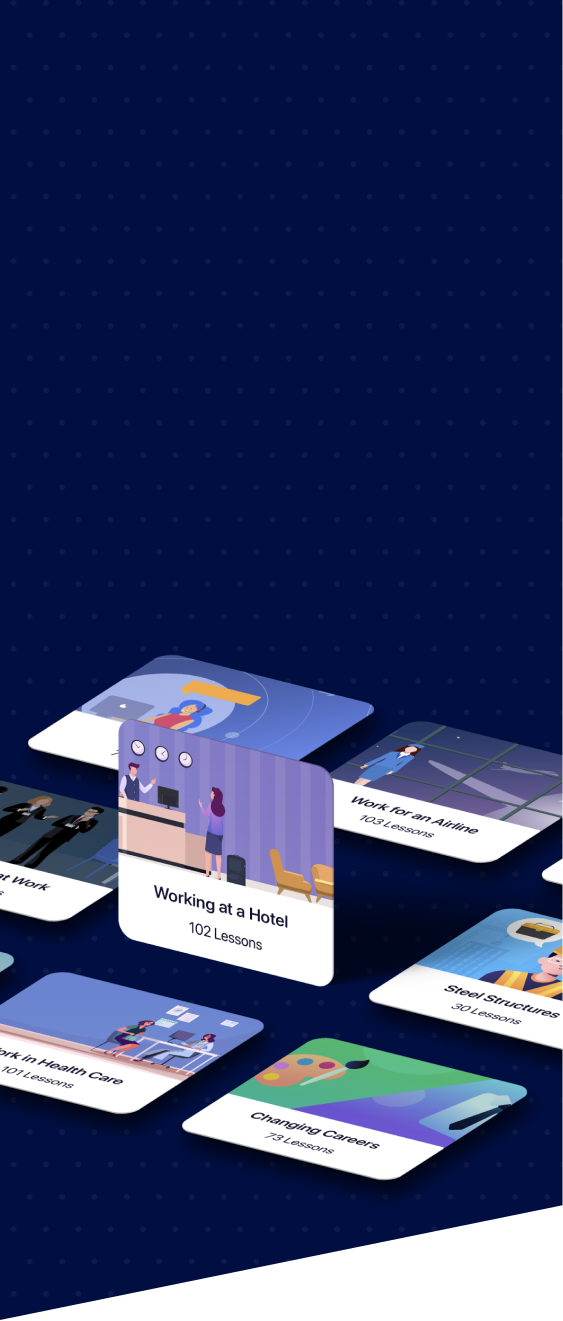 Work for an Airline
103 Lessons
at Work
Working at a Hotel
102 Lessons
Steel Structures
30 Lessons
Work in Health Care
101 Lessons
Changing Careers
73 Lessons